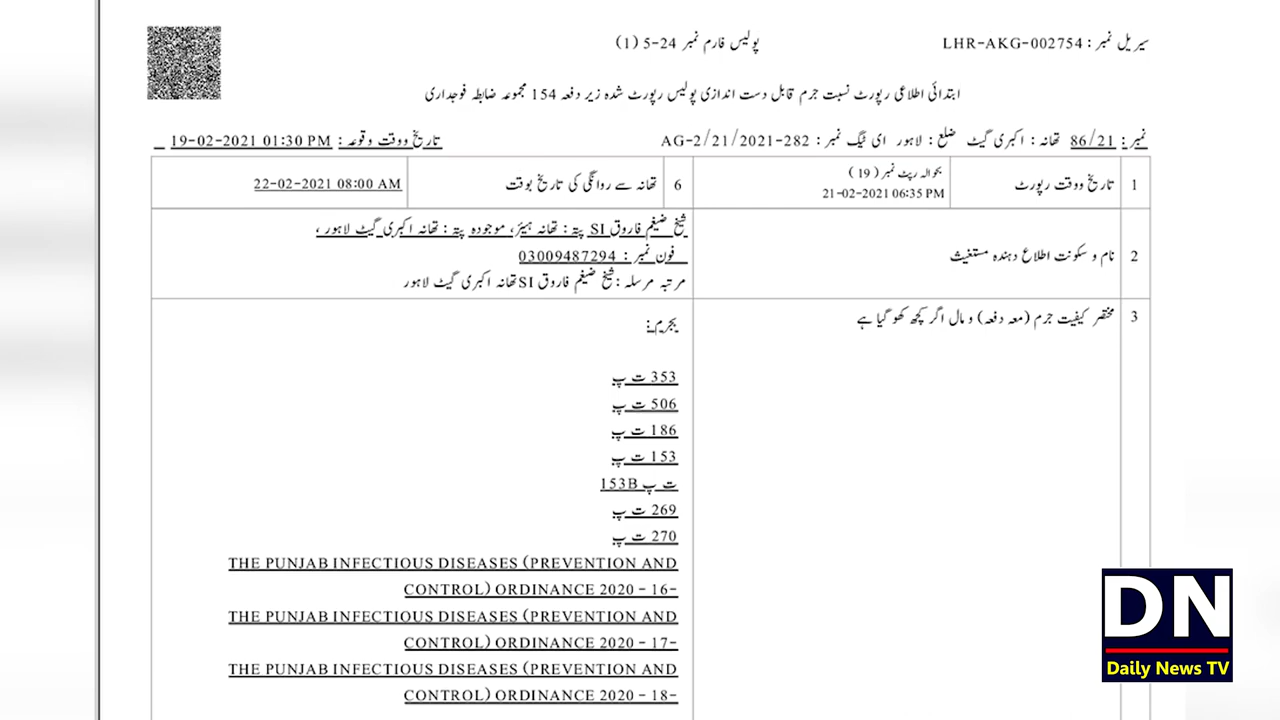 سیریل نمبر : LHR-AKG-002754
پولیس فارم نمبر 24-5 (1)
ابتدائی اطلاعی رپورٹ نسبت جرم قابل دست اندازی پولیس رپورٹ شدہ زیر دفعہ 154 مجموعہ ضابطہ فوجداری
نمبر : 86/21 تھانہ : اکبری گیٹ ضلع : لاہور ای ٹیگ نمبر : AG-2/21/2021-282 تاریخ ووقت وقوعہ : 19-02-2021 01:30 PM _
1 تاریخ ووقت رپورٹ
بحوالہ رپٹ نمبر ( 19 )
21-02-2021 06:35 PM
6 تھانہ سے روانگی کی تاریخ بوقت
22-02-2021 08:00 AM
2 نام و سکونت اطلاع دہندہ مستغیث
شیخ ضیغم فاروق SI پتہ : تھانہ ہیئر، موجودہ پتہ : تھانہ اکبری گیٹ لاہور ،
فون نمبر : 03009487294
مرتبہ مرسلہ : شیخ ضیغم فاروق SI تھانہ اکبری گیٹ لاہور
3 مختصر کیفیت جرم (معہ دفعہ) و مال اگر کچھ کھو گیا ہے
بجرم :
353 ت پ
506 ت پ
186 ت پ
153 ت پ
ت پ 153B
269 ت پ
270 ت پ
THE PUNJAB INFECTIOUS DISEASES (PREVENTION AND
CONTROL) ORDINANCE 2020 - 16-
THE PUNJAB INFECTIOUS DISEASES (PREVENTION AND
CONTROL) ORDINANCE 2020 - 17-
THE PUNJAB INFECTIOUS DISEASES (PREVENTION AND
CONTROL) ORDINANCE 2020 - 18-
DN
Daily News TV